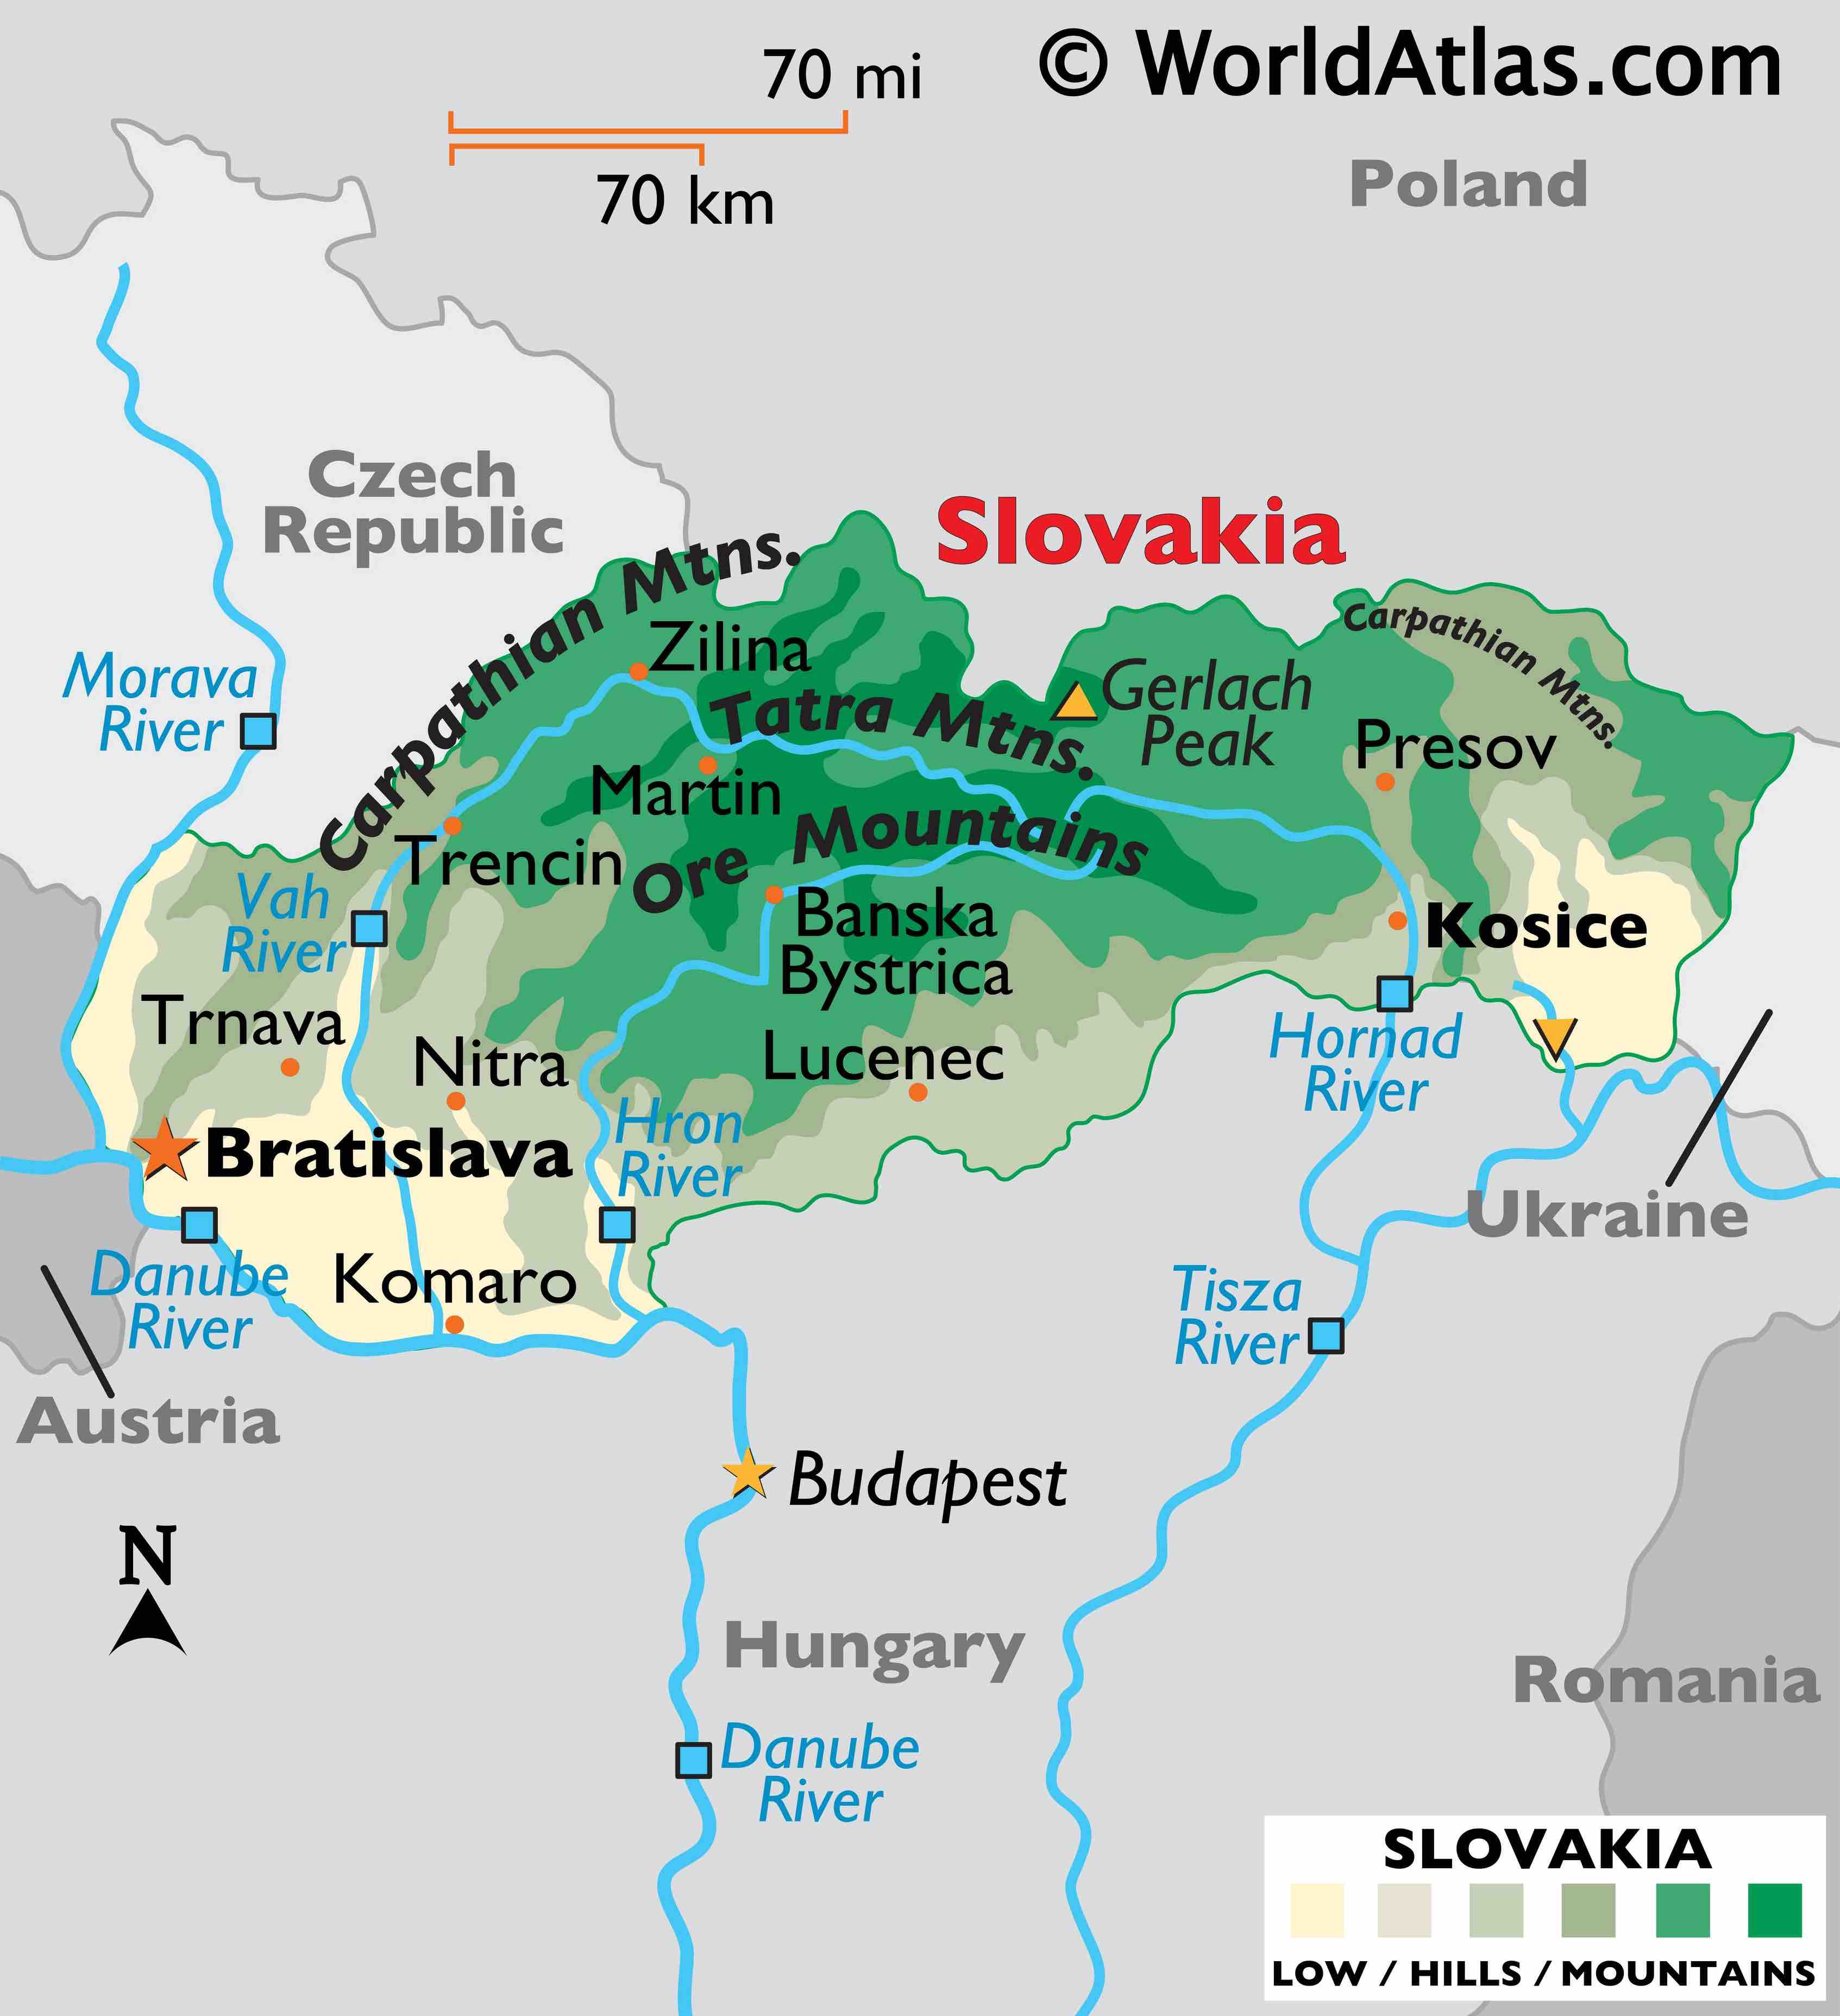 70 mi
© WorldAtlas.com
70 km
Poland
Czech
Republic
Slovakia
Carpathian Mtns.
Carpathian Mtns.
Zilina
Morava
River
Gerlach
Peak
Tatra Mtns.
Presov
Martin
Trencin
Ore Mountains
Vah
River
Banska
Bystrica
Kosice
Trnava
Nitra
Lucenec
Hornad
River
Hron
River
Bratislava
Ukraine
Danube
River
Komaro
Tisza
River
Austria
Budapest
N
Hungary
Romania
Danube
River
SLOVAKIA
LOW / HILLS / MOUNTAINS